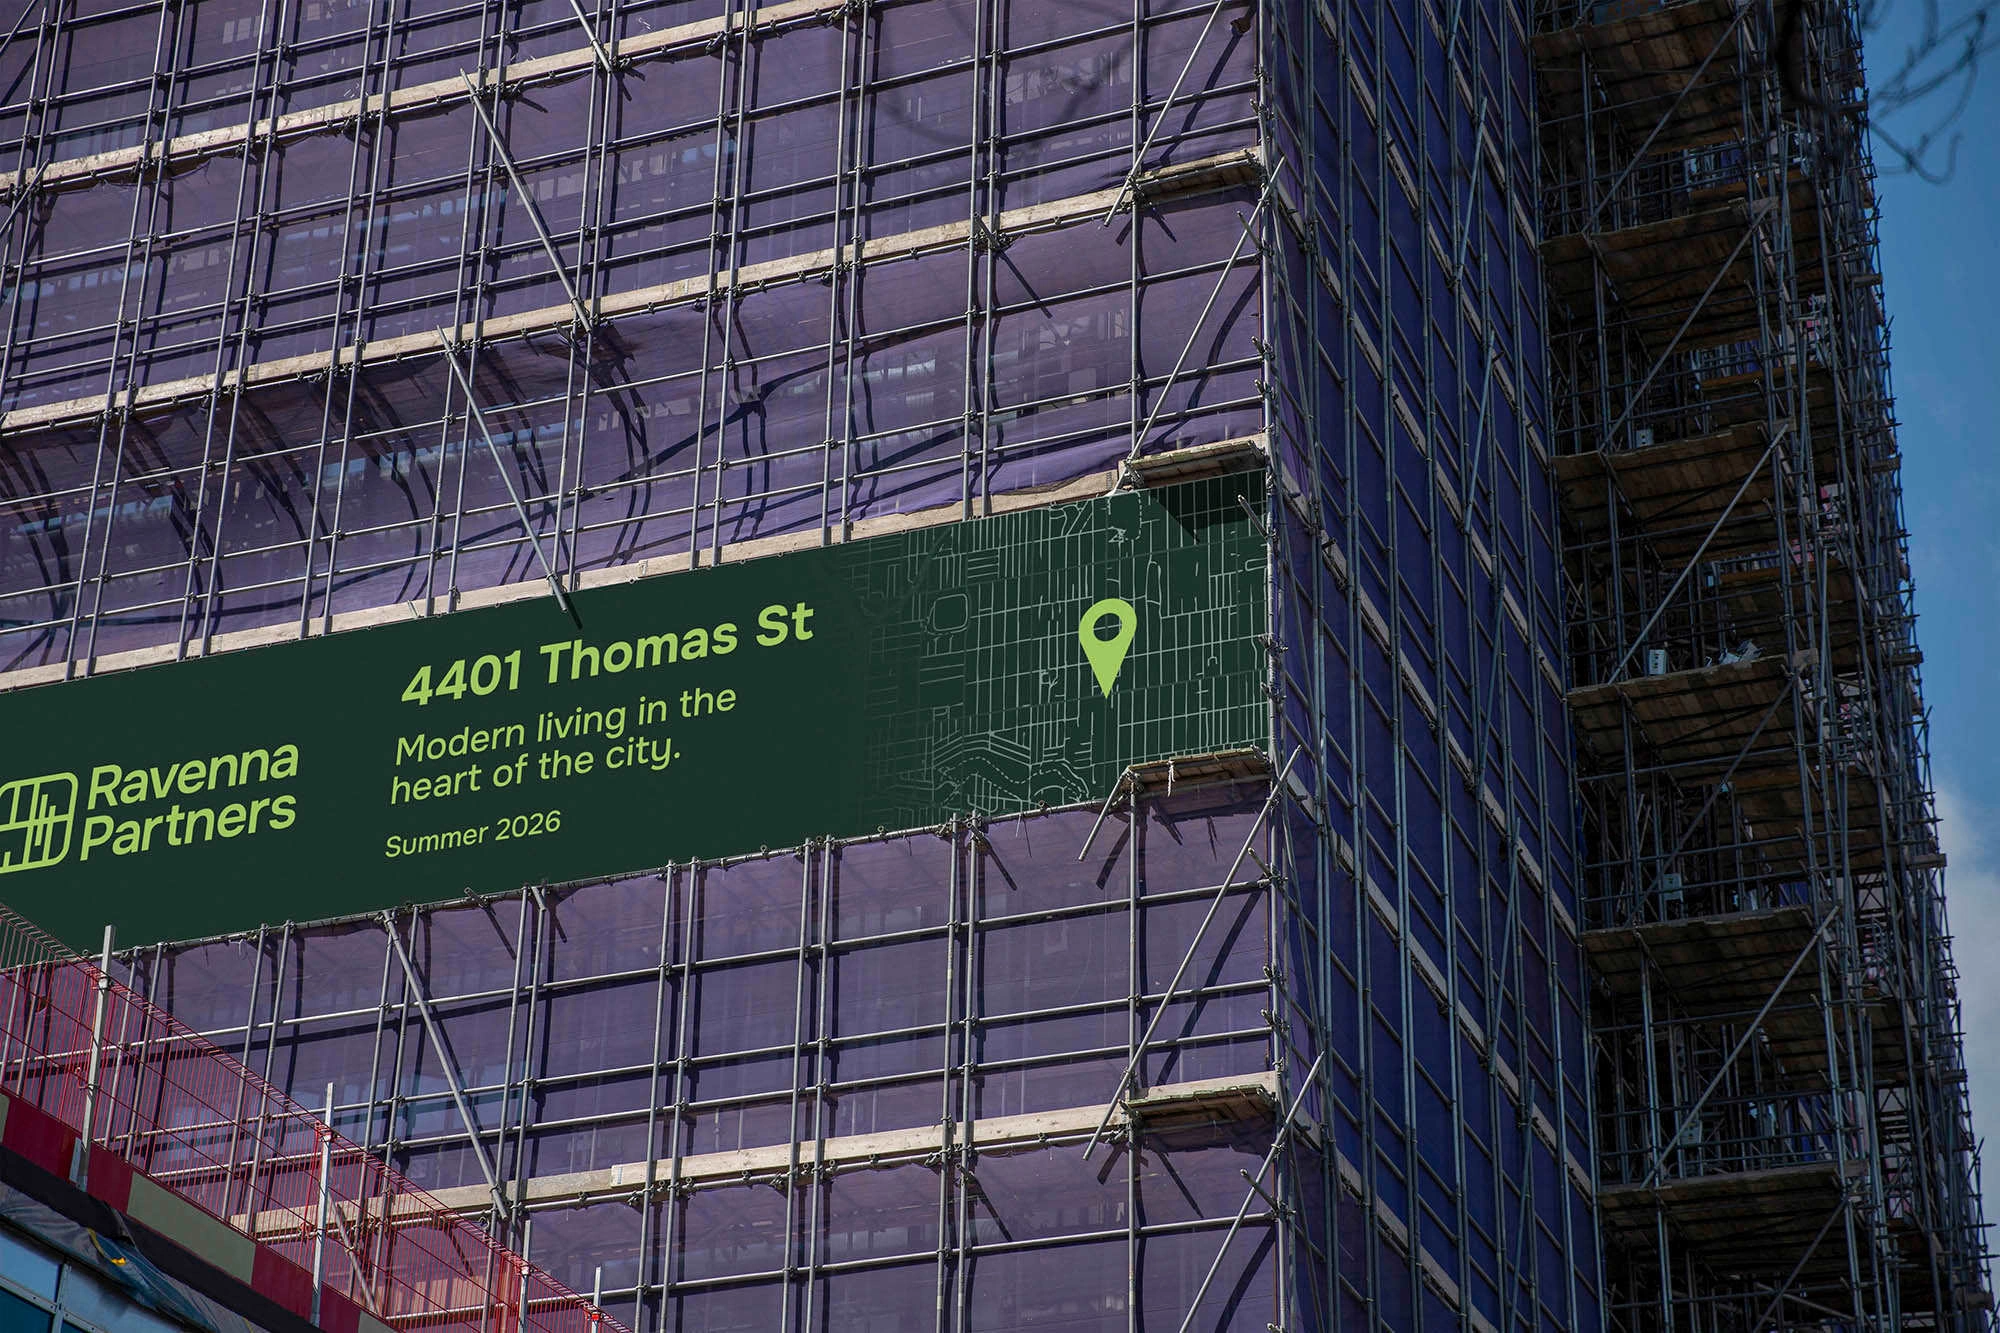 4401 Thomas St
Modern living in the
heart of the city.
Summer 2026
Ravenna
Partners